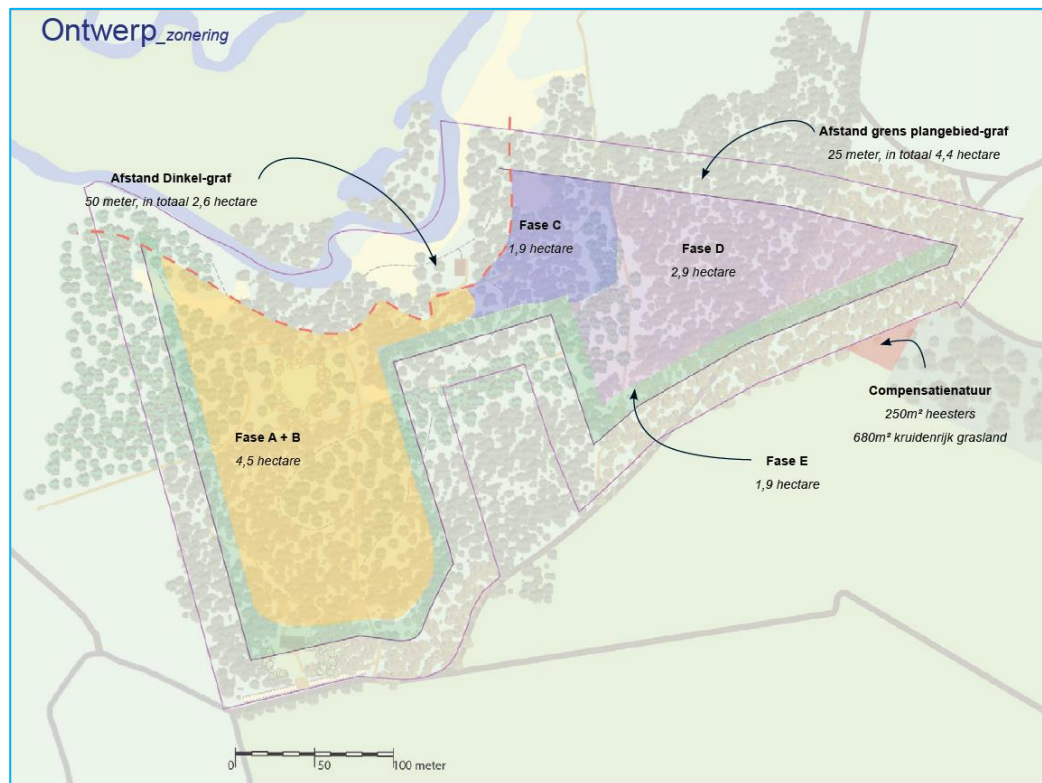 Ontwerp_zonering
Afstand grens plangebied-graf
25 meter, in totaal 4,4 hectare
Afstand Dinkel-graf
50 meter, in totaal 2,6 hectare
Fase C
1,9 hectare
Fase D
2,9 hectare
Compensatienatuur
250m² heesters
680m² kruidenrijk grasland
Fase A + B
4,5 hectare
Fase E
1,9 hectare
0 50 100 meter